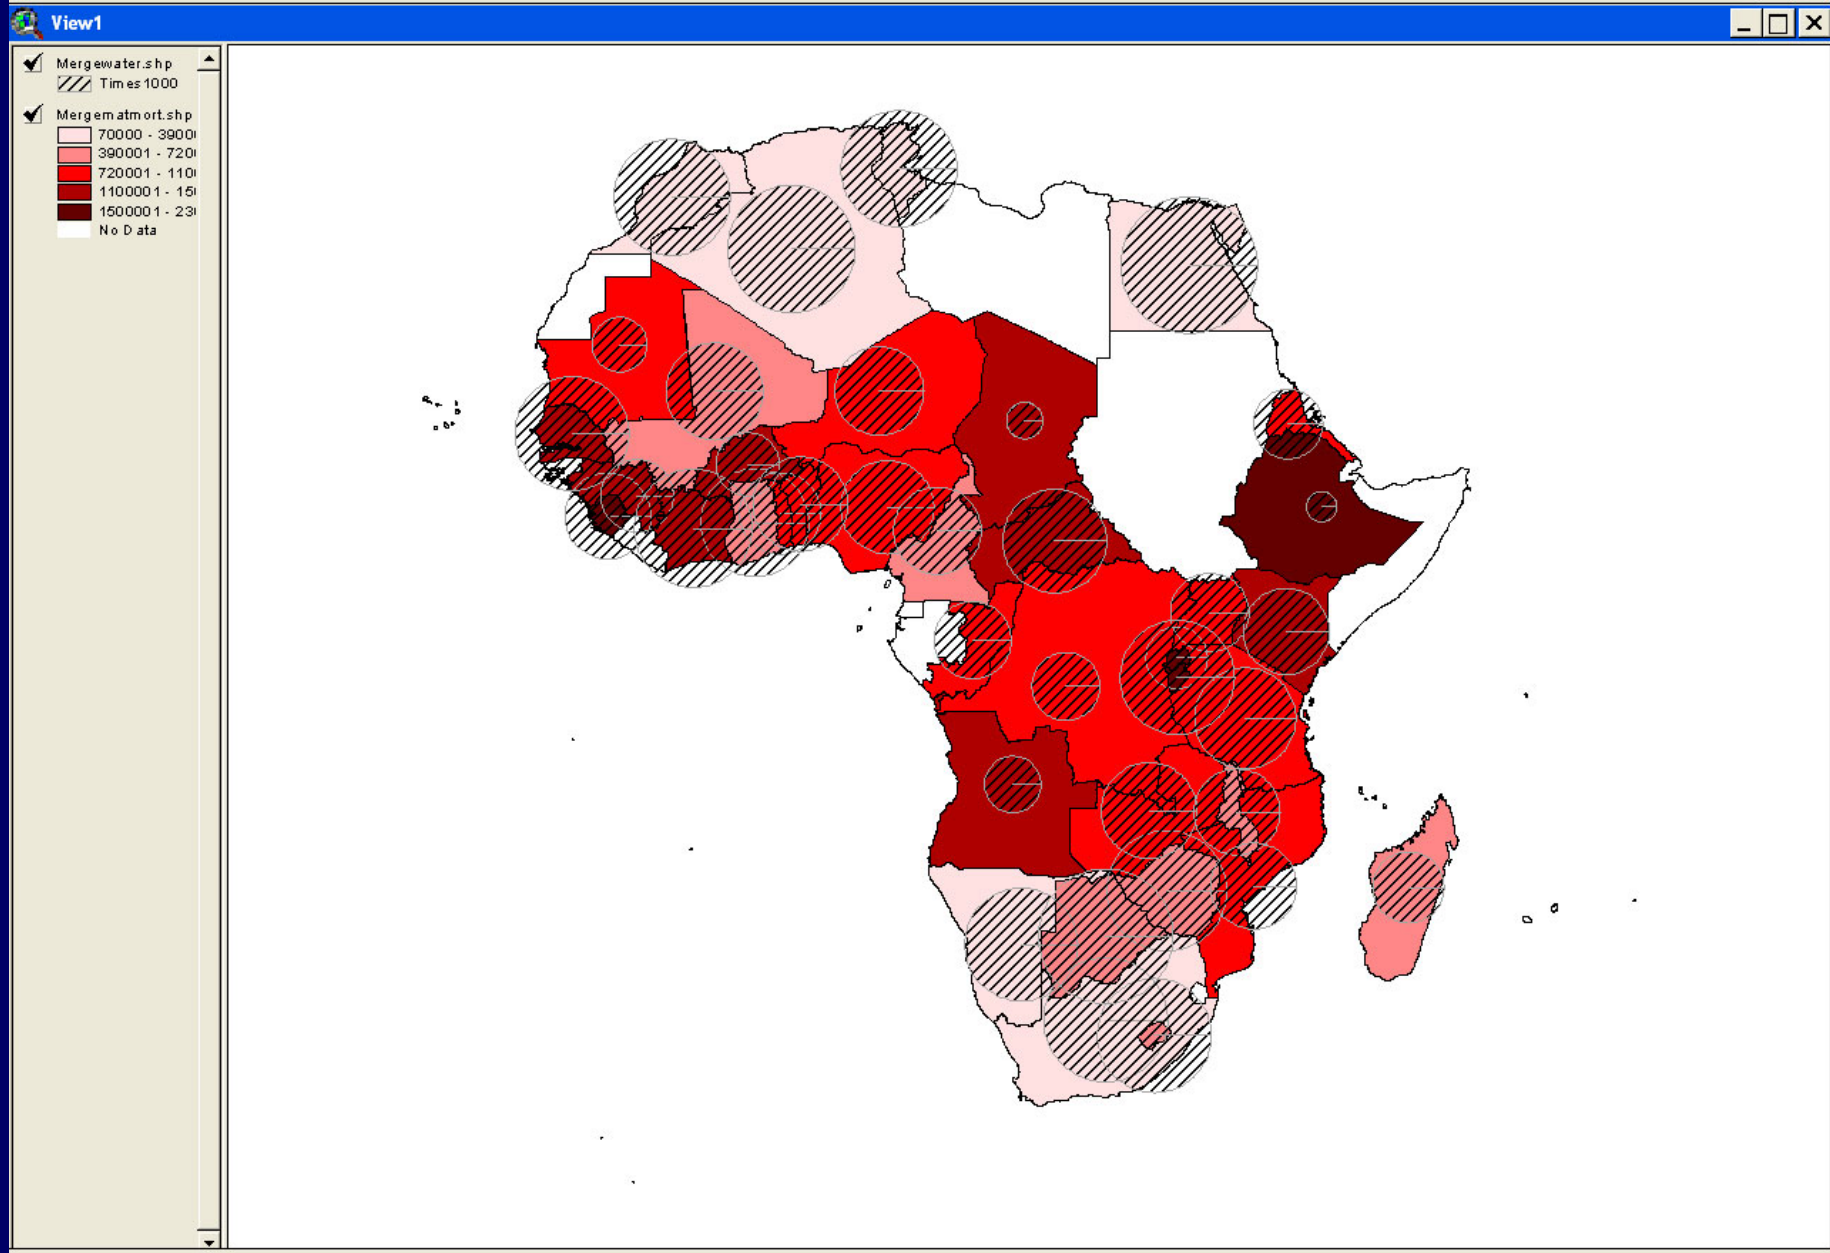 View1
Mergewater.shp
Times1000
Mergematmort.shp
70000 - 3900
390001 - 720
720001 - 110
1100001 - 15
1500001 - 23
No Data